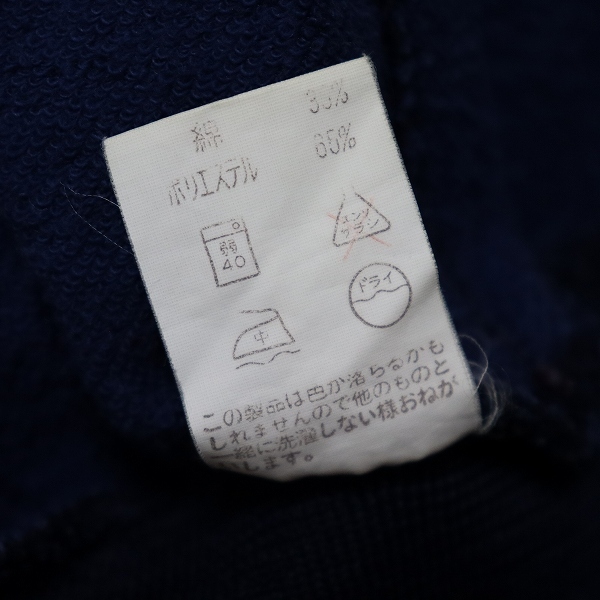 綿 35%
ポリエステル 65%
弱
40
エンソ
サラシ
中
ドライ
この製品は色が落ちるかも
しれませんので他のものと
一緒に洗濯しない様おねが
いします。